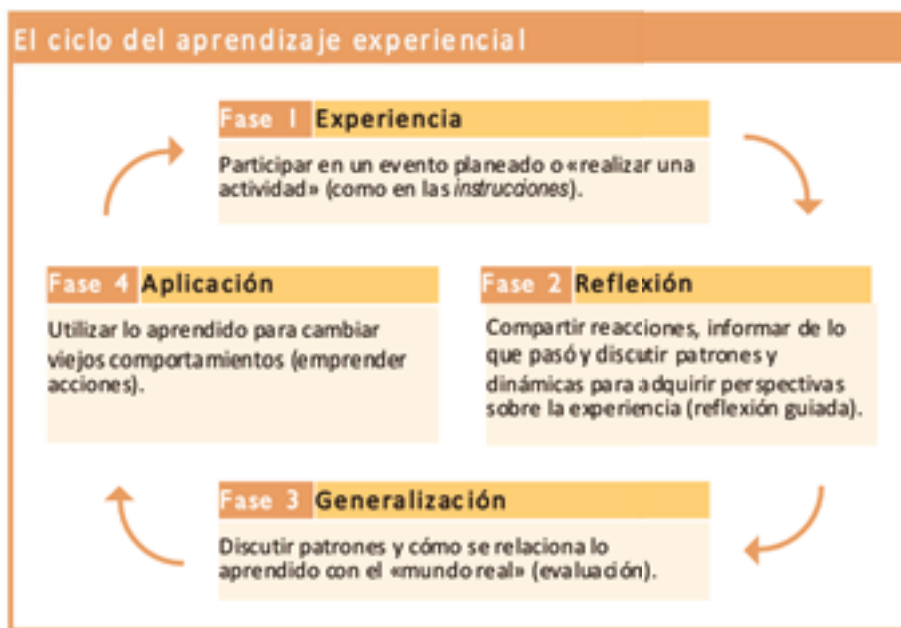 El ciclo del aprendizaje experiencial
Fase 1 Experiencia
Participar en un evento planeado o «realizar una
actividad» (como en las instrucciones).
Fase 2 Reflexión
Compartir reacciones, informar de lo
que pasó y discutir patrones y
dinámicas para adquirir perspectivas
sobre la experiencia (reflexión guiada).
Fase 3 Generalización
Discutir patrones y cómo se relaciona lo
aprendido con el «mundo real» (evaluación).
Fase 4 Aplicación
Utilizar lo aprendido para cambiar
viejos comportamientos (emprender
acciones).